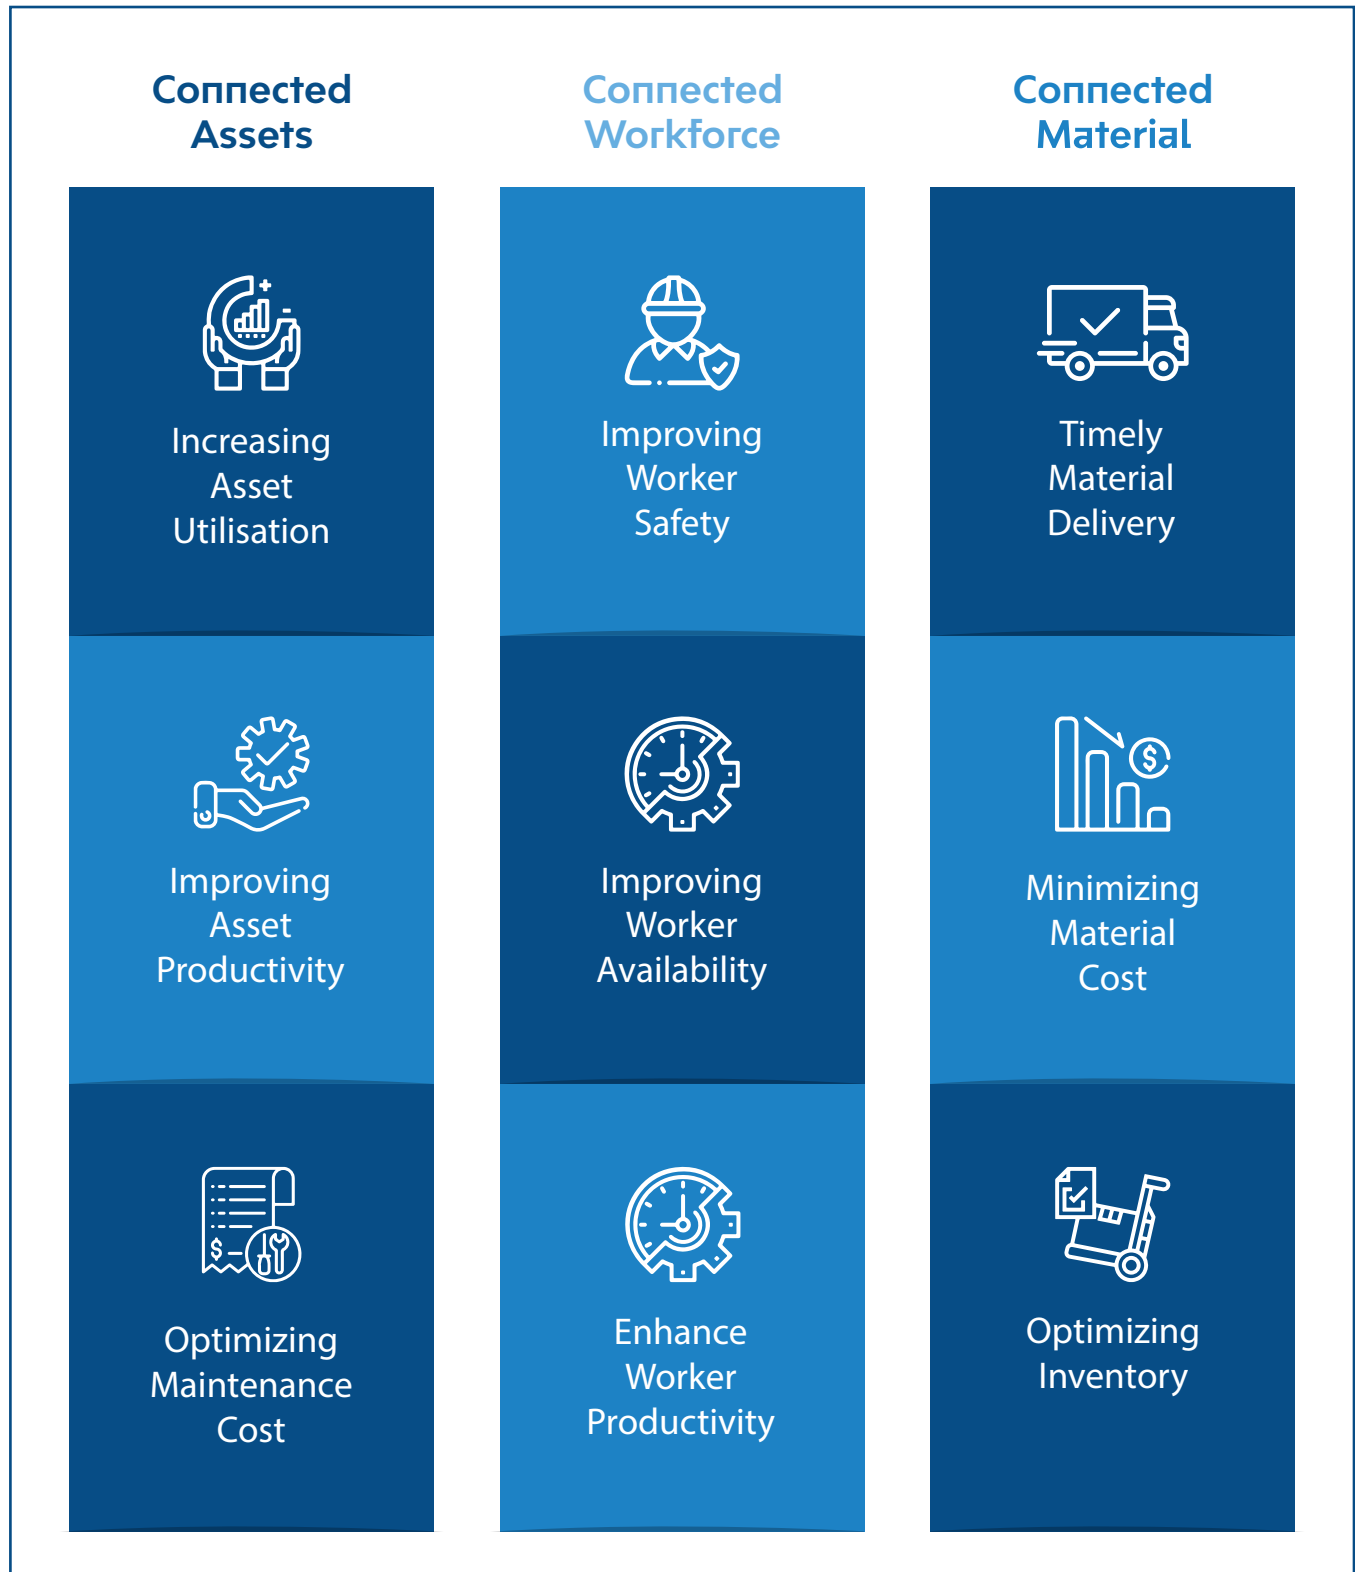 Connected
Assets
Increasing
Asset
Utilisation
Improving
Asset
Productivity
$
Optimizing
Maintenance
Cost
Connected
Workforce
Improving
Worker
Safety
Improving
Worker
Availability
Enhance
Worker
Productivity
Connected
Material
Timely
Material
Delivery
$
Minimizing
Material
Cost
Optimizing
Inventory